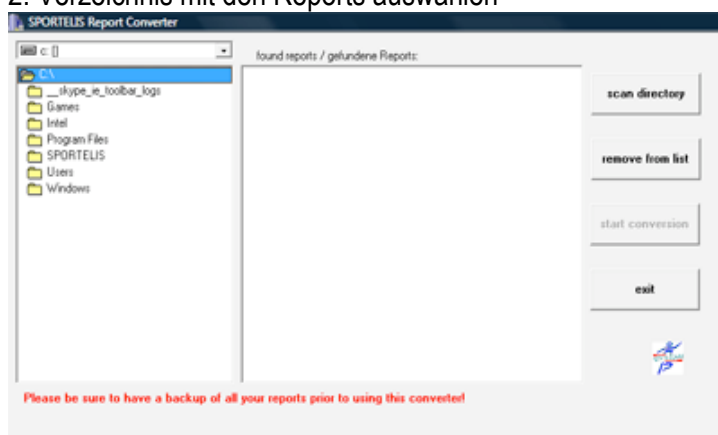 2. Verzeichnis mit den Reports auswählen
SPORTELIS Report Converter
c: []
found reports / gefundene Reports:
C:\
__skype_ie_toolbar_logs
Games
Intel
Program Files
SPORTELIS
Users
Windows
scan directory
remove from list
start conversion
exit
Please be sure to have a backup of all your reports prior to using this converter!